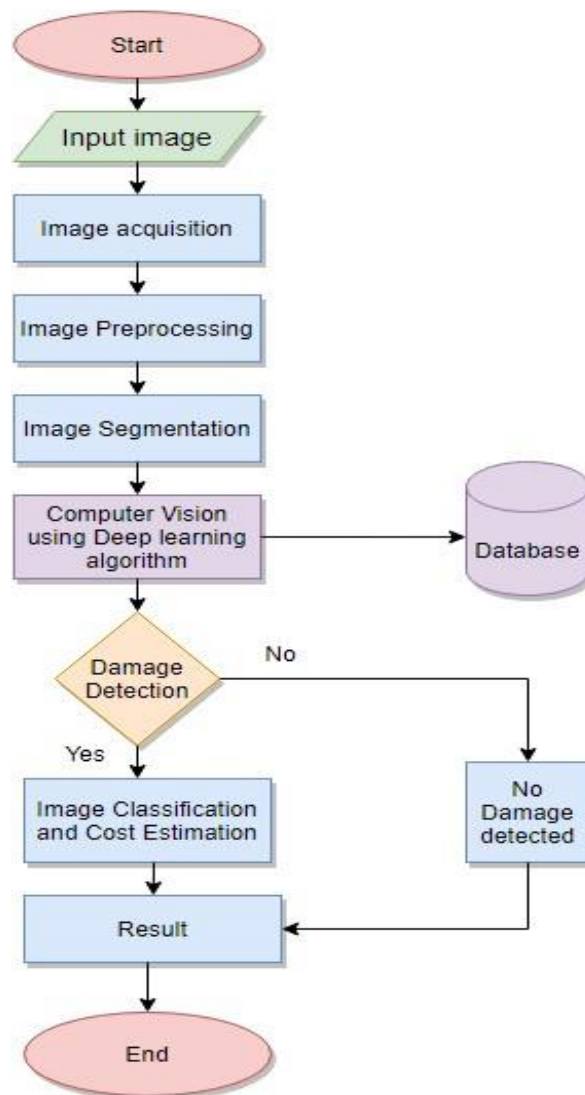 Start
Input image
Image acquisition
Image Preprocessing
Image Segmentation
Computer Vision
using Deep learning
algorithm
Database
Damage
Detection
No
Yes
Image Classification
and Cost Estimation
No
Damage
detected
Result
End